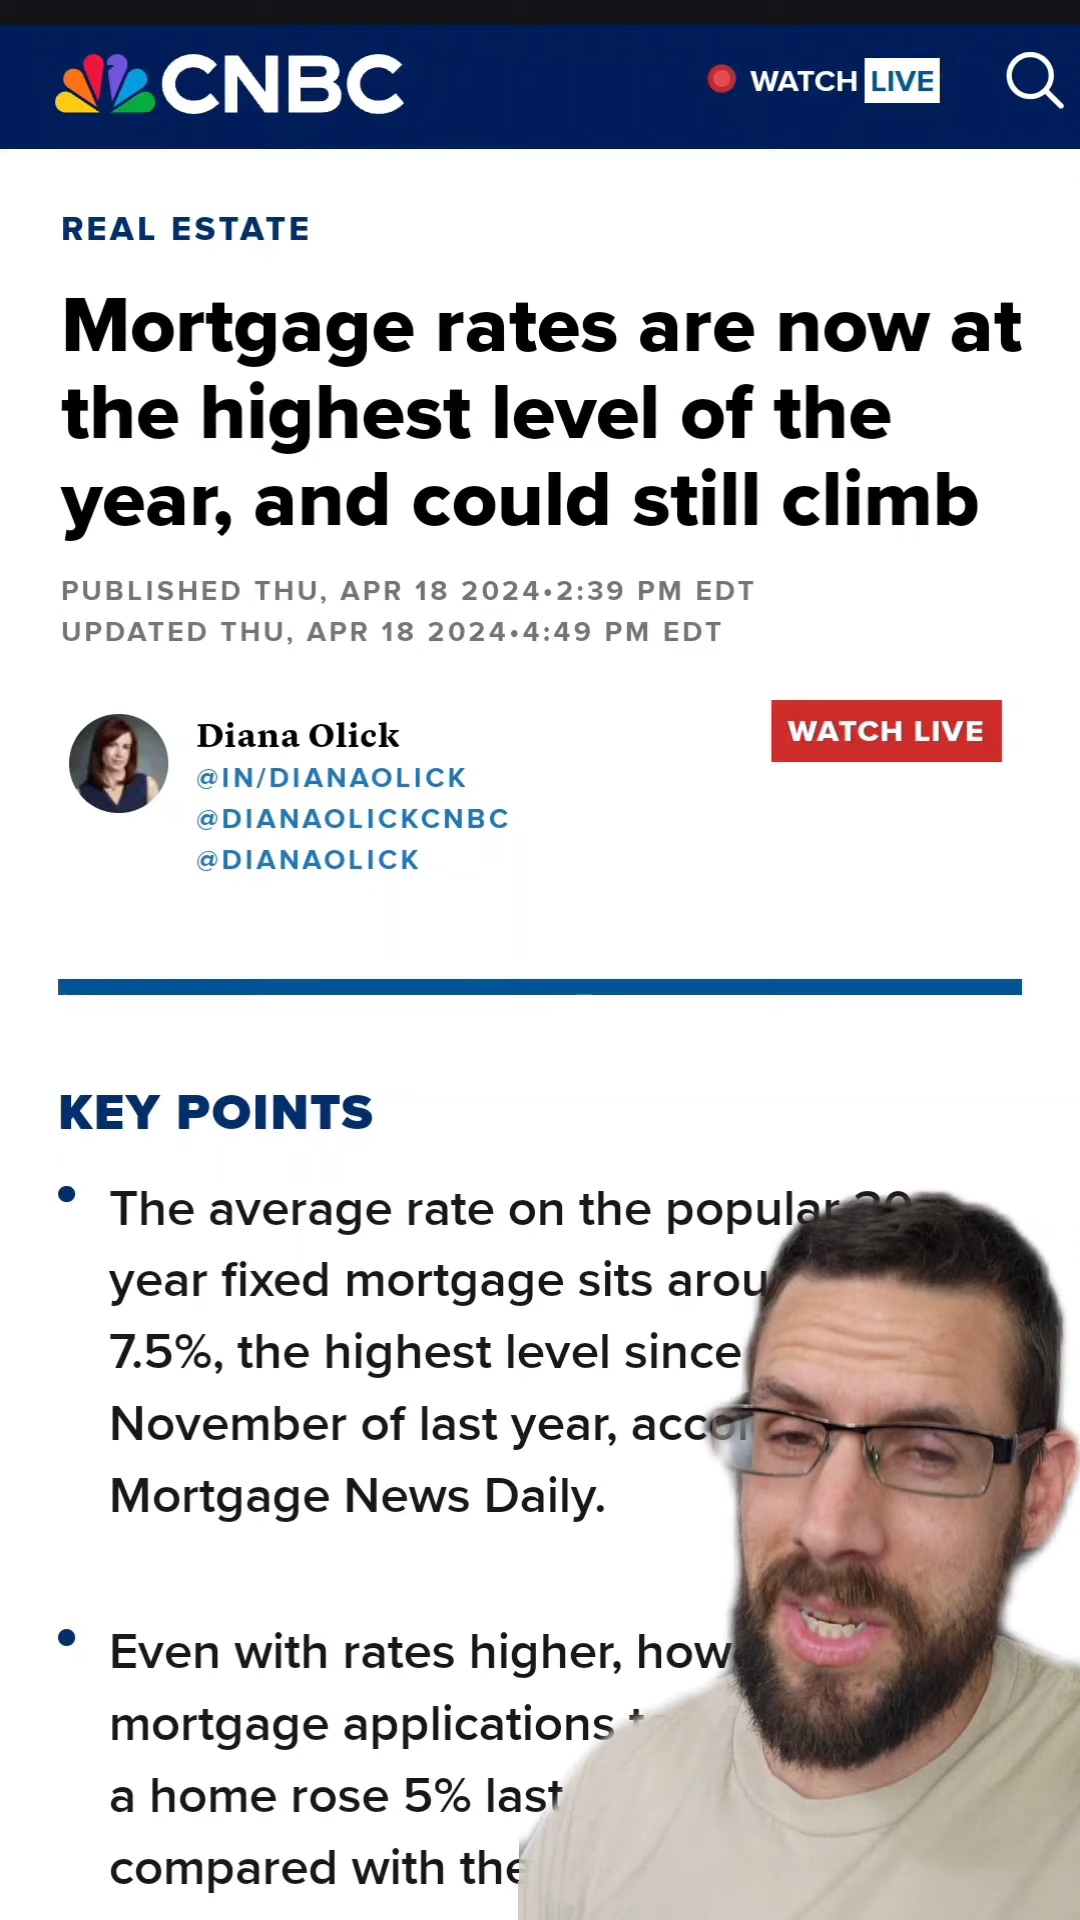 CNBC
WATCH LIVE
REAL ESTATE
Mortgage rates are now at
the highest level of the
year, and could still climb
PUBLISHED THU, APR 18 2024•2:39 PM EDT
UPDATED THU, APR 18 2024•4:49 PM EDT
Diana Olick
WATCH LIVE
@IN/DIANAOLICK
@DIANAOLICKCNBC
@DIANAOLICK
KEY POINTS
• The average rate on the popular
year fixed mortgage sits
7.5%, the highest level since
November of last year,
Mortgage News Daily.
• Even with rates higher,
mortgage applications
a home rose 5% last
compared with the